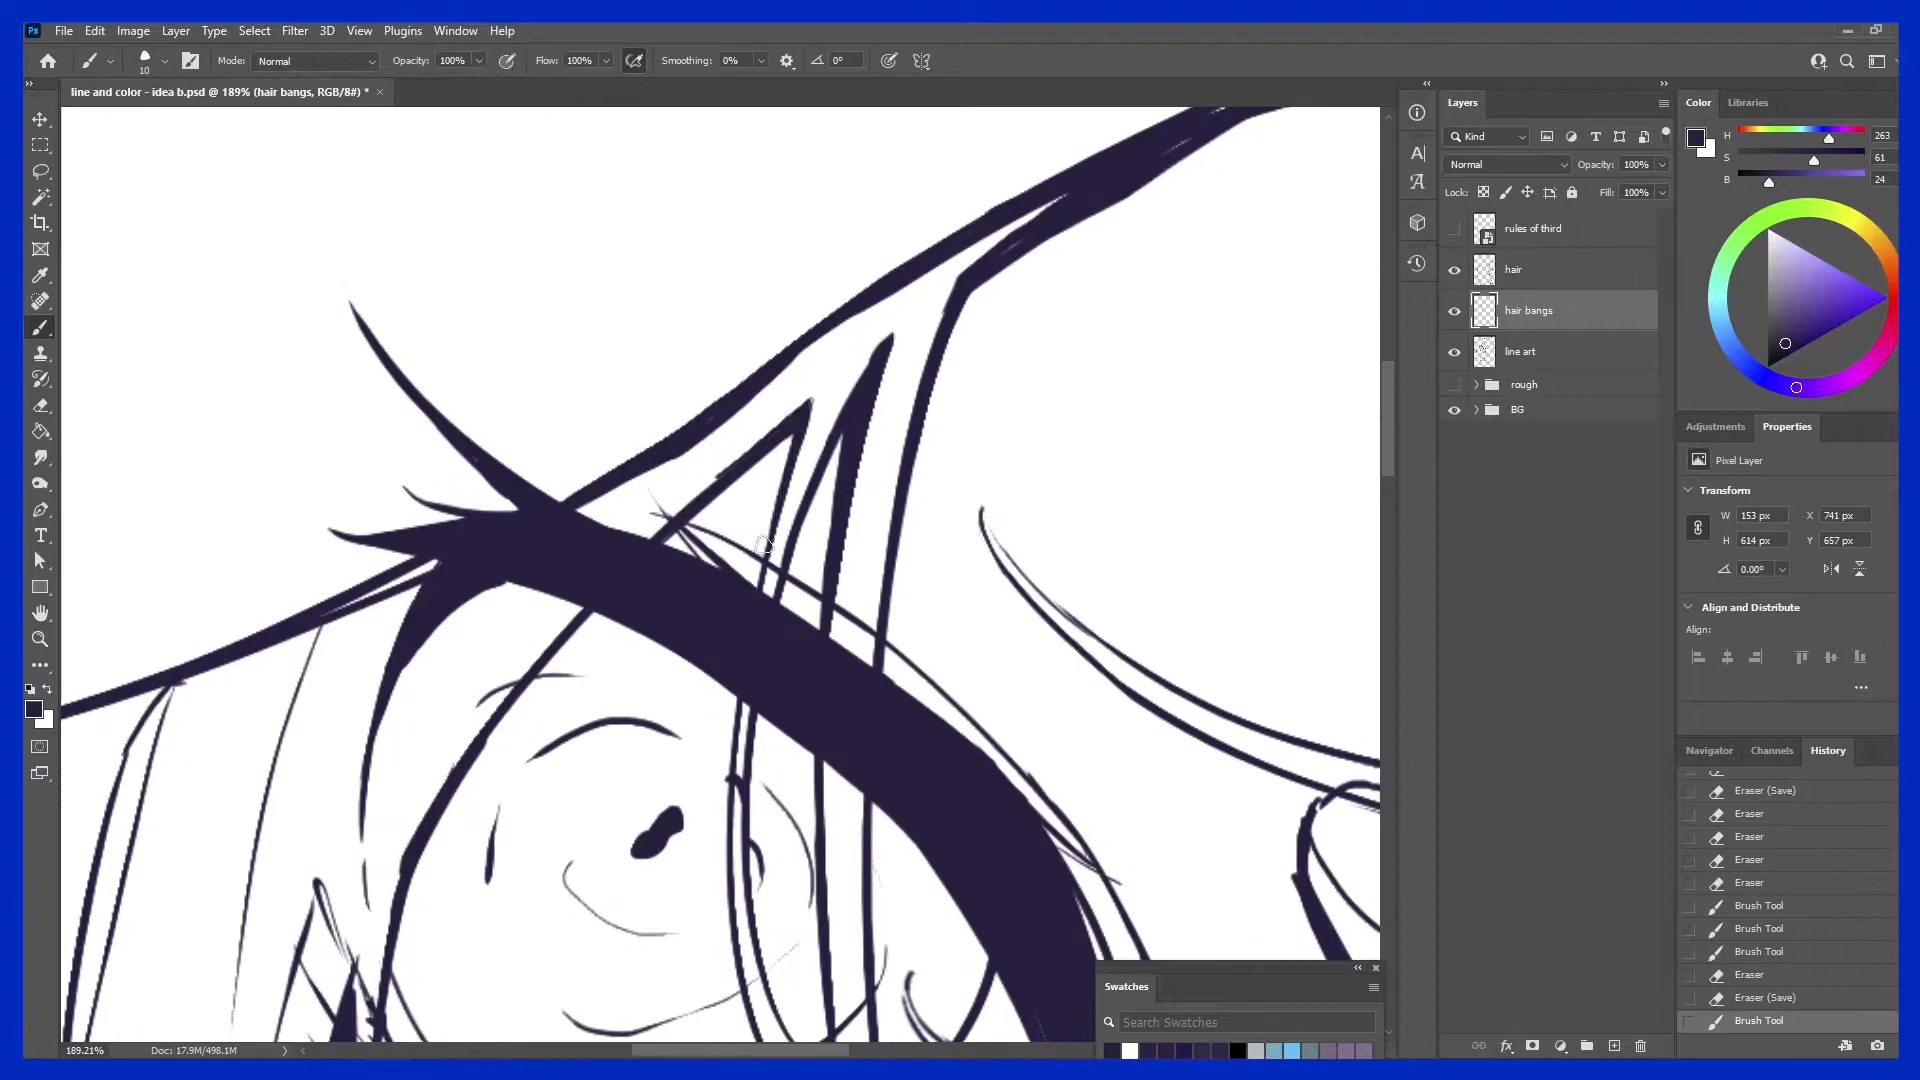 Ps File Edit Image Layer Type Select Filter 3D View Plugins Window Help
10 Mode: Normal Opacity: 100% Flow: 100% Smoothing: 0% 0°
line and color - idea b.psd @ 189% (hair bangs, RGB/8#) * ×
Layers
Kind
Normal Opacity: 100%
Lock: Fill: 100%
rules of third
hair
hair bangs
line art
rough
BG
Color Libraries
H 263
S 61
B 24
Adjustments Properties
Pixel Layer
Transform
W 153 px X 741 px
H 614 px Y 657 px
0.00°
Align and Distribute
Align:
Navigator Channels History
Eraser (Save)
Eraser
Eraser
Eraser
Eraser
Brush Tool
Brush Tool
Brush Tool
Eraser
Eraser (Save)
Brush Tool
Swatches
Search Swatches
189.21% Doc: 17.9M/498.1M